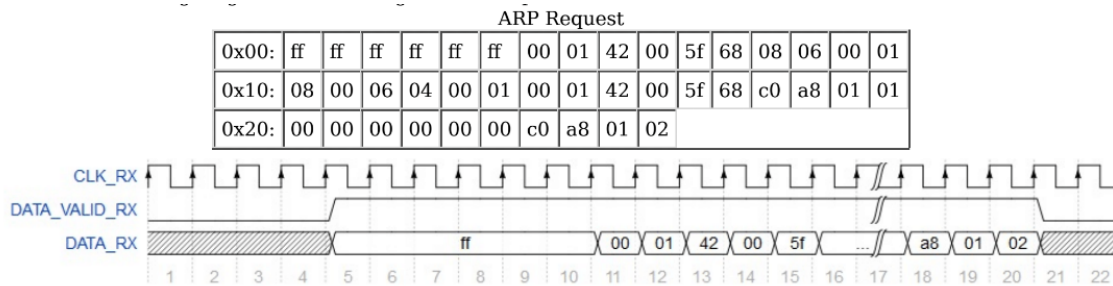 ARP Request
0x00: ff ff ff ff ff ff 00 01 42 00 5f 68 08 06 00 01
0x10: 08 00 06 04 00 01 00 01 42 00 5f 68 c0 a8 01 01
0x20: 00 00 00 00 00 00 c0 a8 01 02
CLK_RX
DATA_VALID_RX
DATA_RX ff 00 01 42 00 5f ... a8 01 02
1 2 3 4 5 6 7 8 9 10 11 12 13 14 15 16 17 18 19 20 21 22